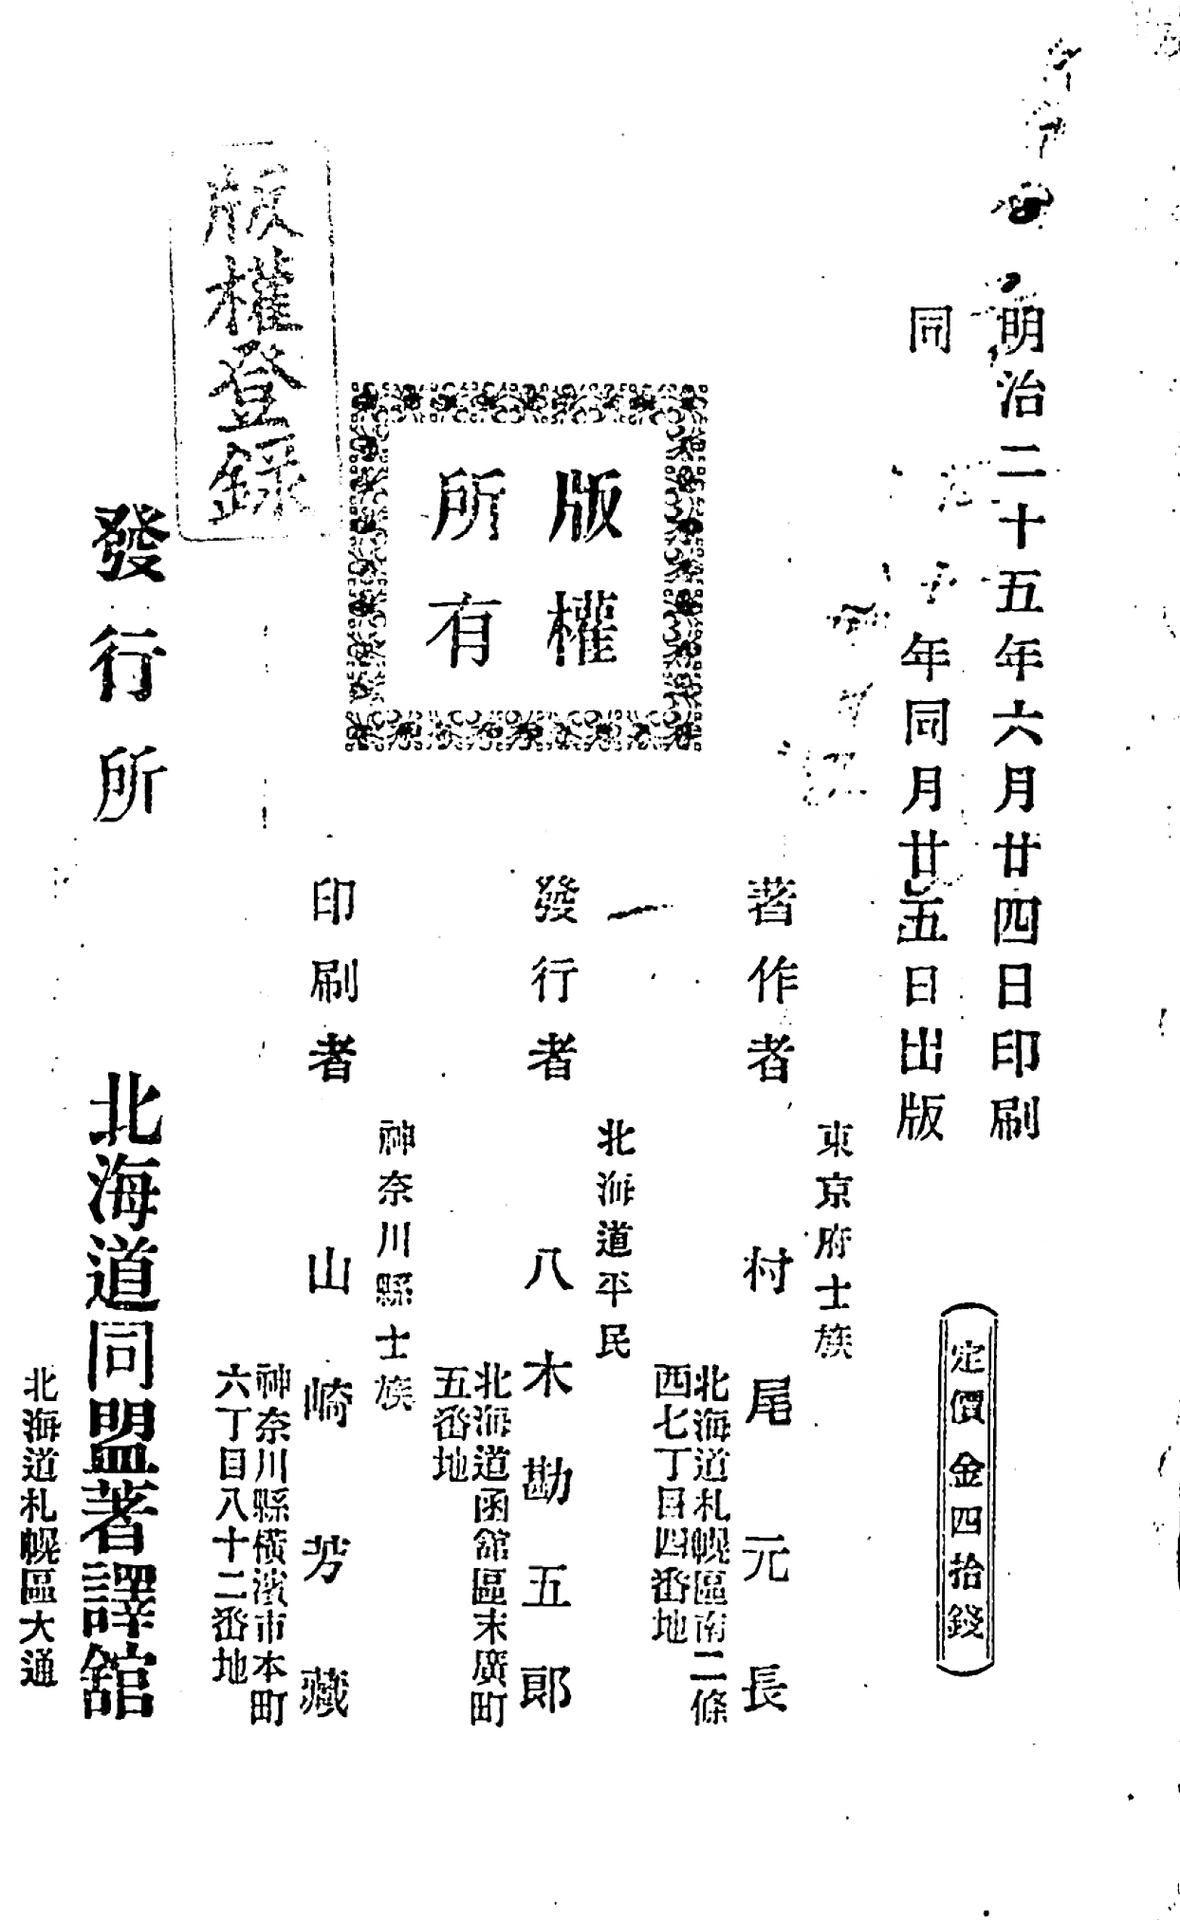 明治二十五年六月廿四日印刷
同年同月廿五日出版
定價金四拾錢
版權
所有
東京府士族
著作者 村尾元長
北海道札幌區南二條
西七丁目四番地
北海道平民
發行者 八木勘五郎
北海道函館區末廣町
五番地
神奈川縣士族
印刷者 山崎芳藏
神奈川縣橫濱市本町
六丁目八十二番地
版權登錄
發行所 北海道同盟著譯館
北海道札幌區大通